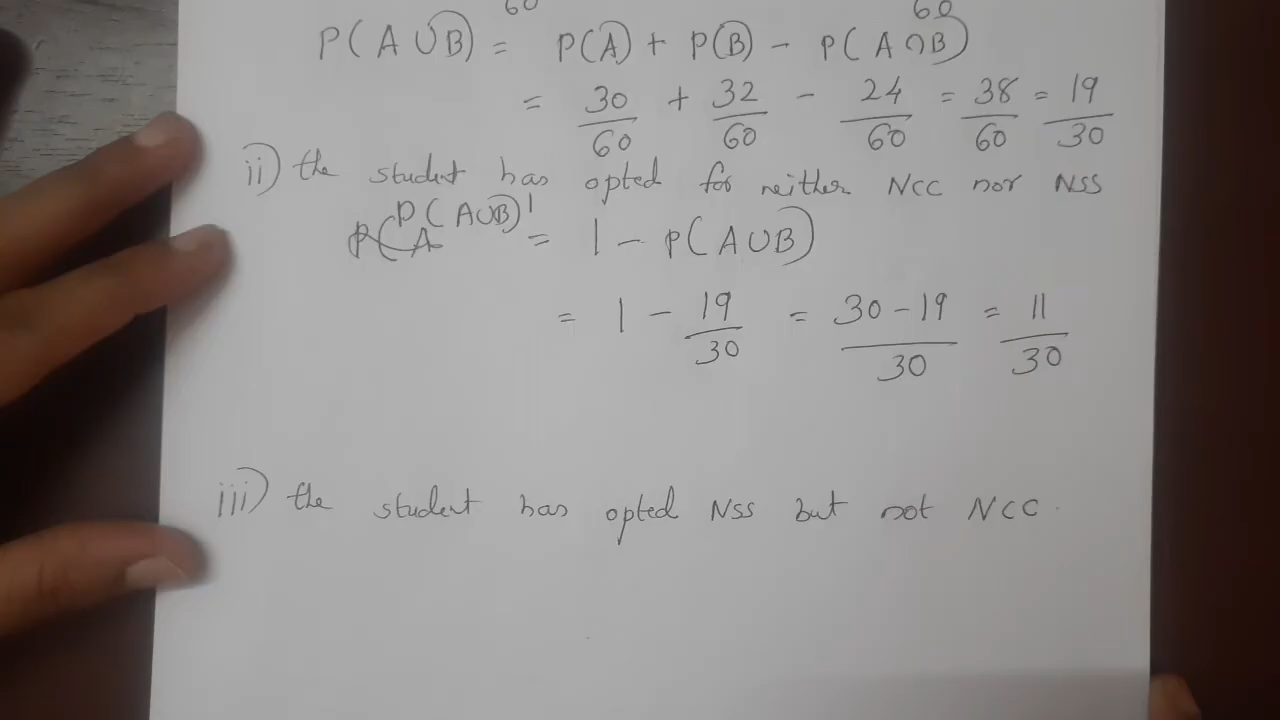 60 60
P(A∪B) = P(A) + P(B) - P(A∩B)
= 30/60 + 32/60 - 24/60 = 38/60 = 19/30
ii) the student has opted for neither NCC nor NSS
P(A∪B)' = 1 - P(A∪B)
= 1 - 19/30 = 30-19/30 = 11/30
iii) the student has opted NSS but not NCC.